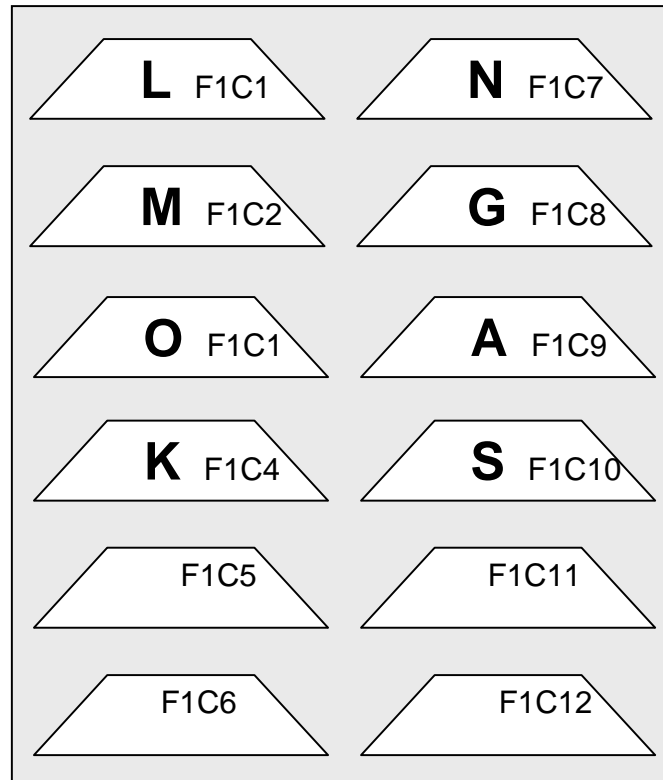 L F1C1 N F1C7
M F1C2 G F1C8
O F1C1 A F1C9
K F1C4 S F1C10
F1C5 F1C11
F1C6 F1C12